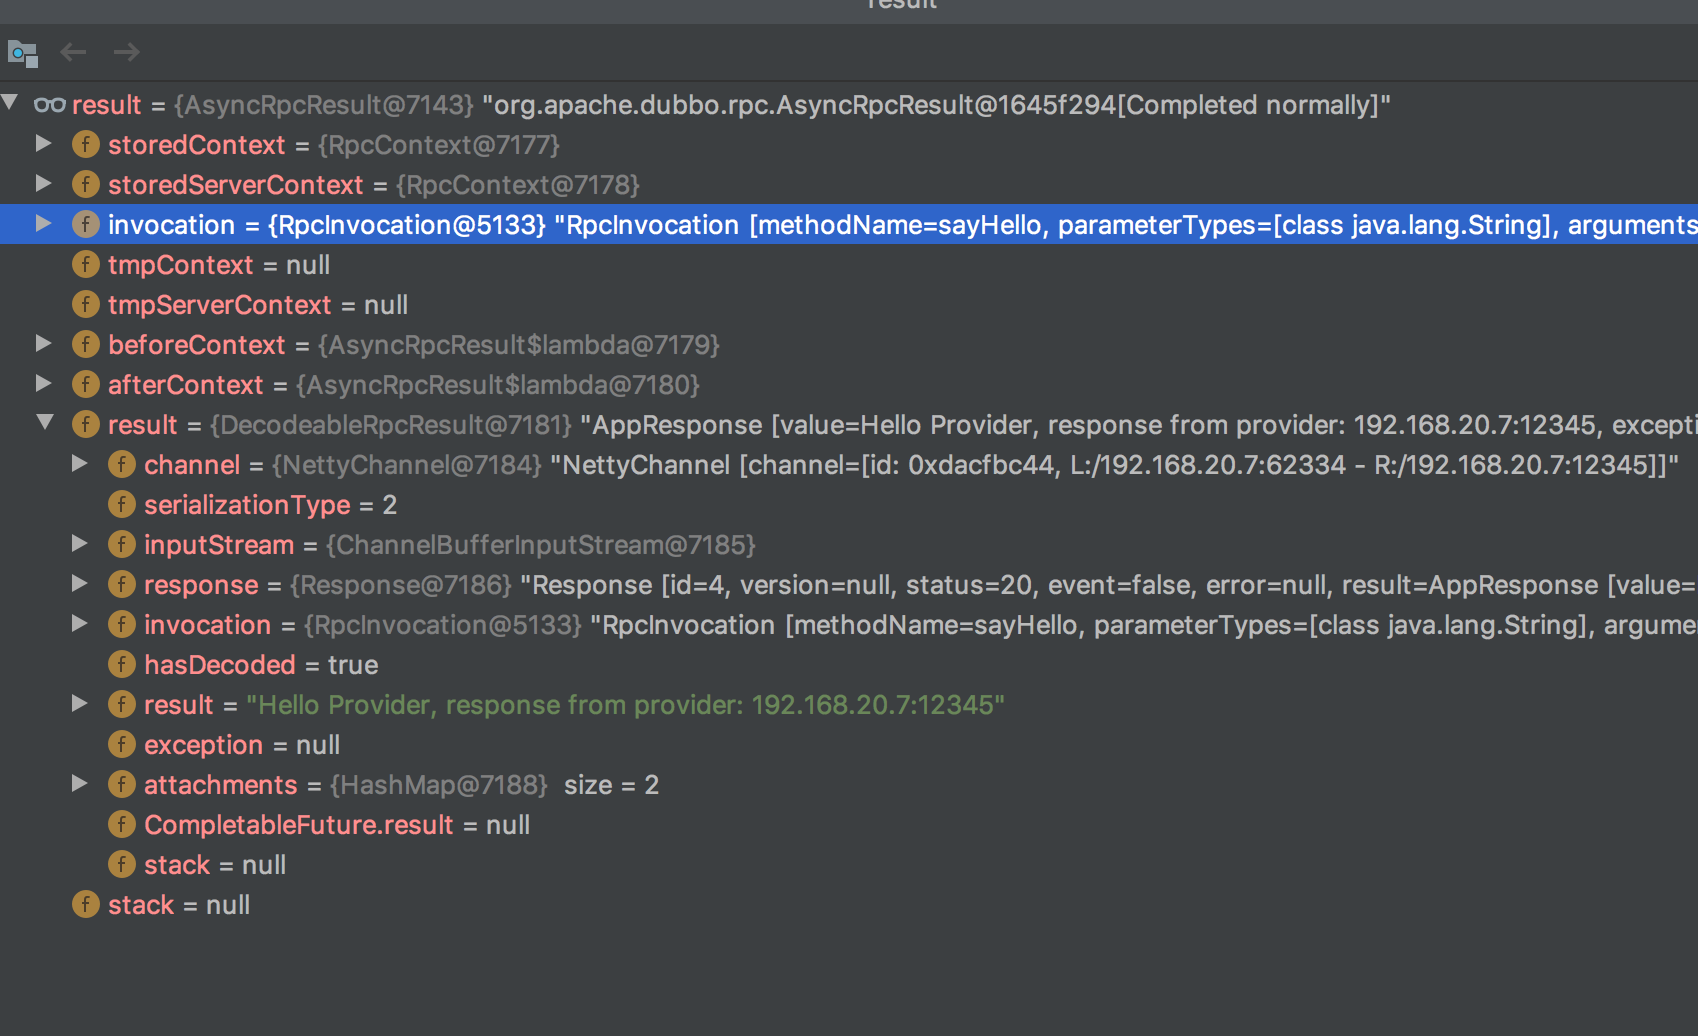 result
result = {AsyncRpcResult@7143} "org.apache.dubbo.rpc.AsyncRpcResult@1645f294[Completed normally]"
f storedContext = {RpcContext@7177}
f storedServerContext = {RpcContext@7178}
f invocation = {RpcInvocation@5133} "RpcInvocation [methodName=sayHello, parameterTypes=[class java.lang.String], arguments
f tmpContext = null
f tmpServerContext = null
f beforeContext = {AsyncRpcResult$lambda@7179}
f afterContext = {AsyncRpcResult$lambda@7180}
f result = {DecodeableRpcResult@7181} "AppResponse [value=Hello Provider, response from provider: 192.168.20.7:12345, excepti
f channel = {NettyChannel@7184} "NettyChannel [channel=[id: 0xdacfbc44, L:/192.168.20.7:62334 - R:/192.168.20.7:12345]]"
f serializationType = 2
f inputStream = {ChannelBufferInputStream@7185}
f response = {Response@7186} "Response [id=4, version=null, status=20, event=false, error=null, result=AppResponse [value=
f invocation = {RpcInvocation@5133} "RpcInvocation [methodName=sayHello, parameterTypes=[class java.lang.String], argume
f hasDecoded = true
f result = "Hello Provider, response from provider: 192.168.20.7:12345"
f exception = null
f attachments = {HashMap@7188} size = 2
f CompletableFuture.result = null
f stack = null
f stack = null